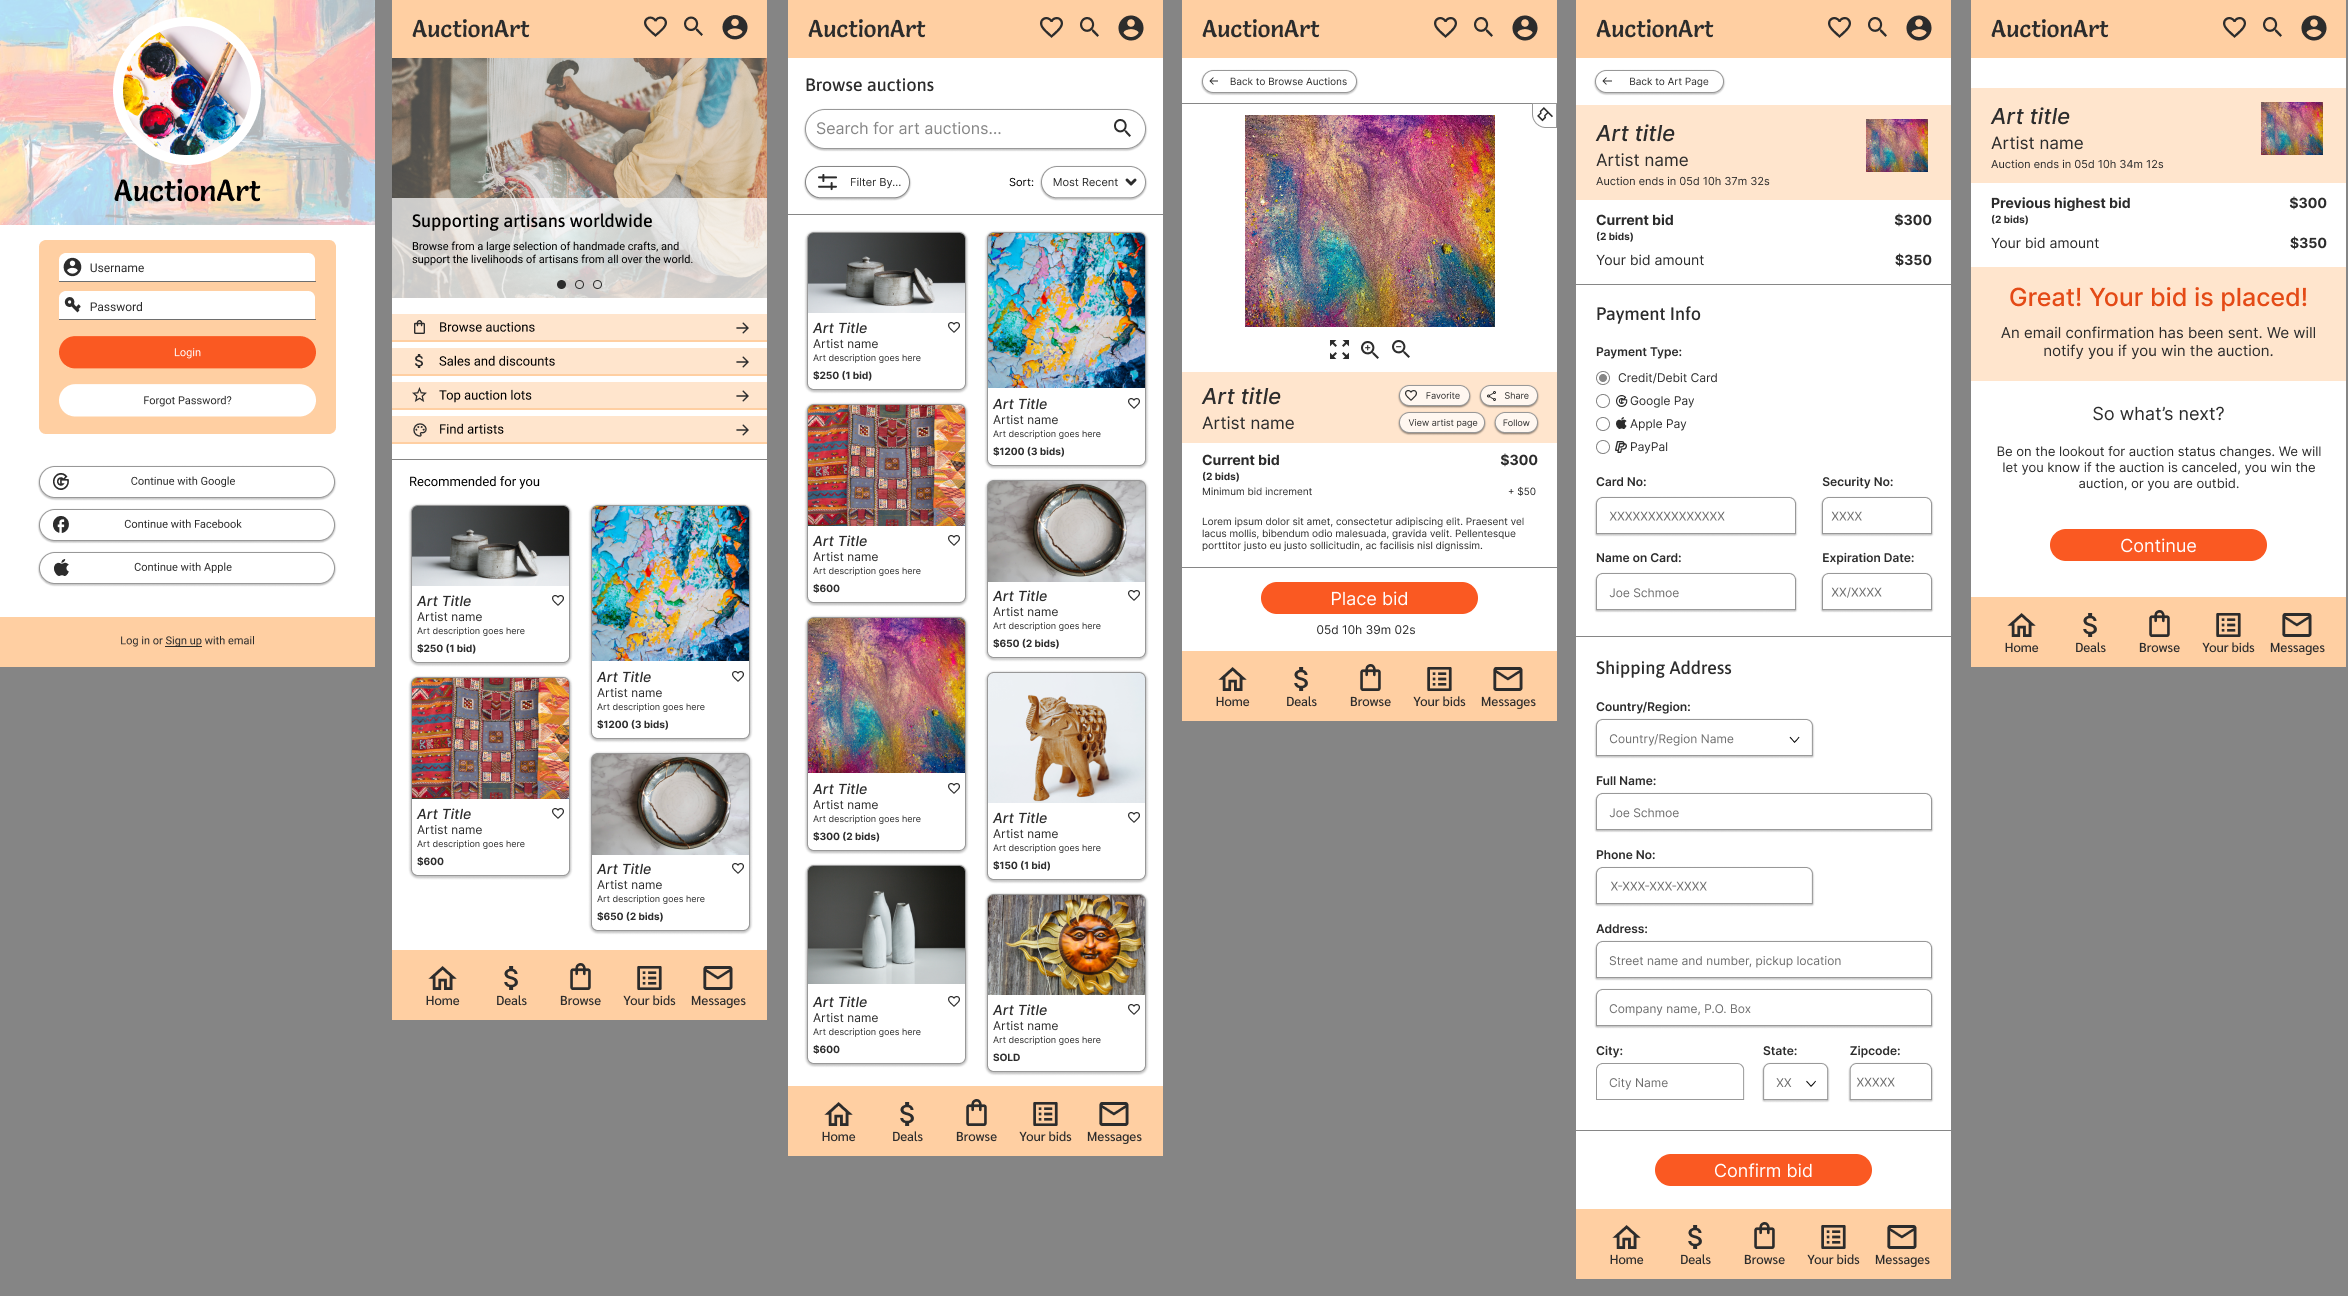 AuctionArt
Username
Password
Login
Forgot Password?
Continue with Google
Continue with Facebook
Continue with Apple
Log in or Sign up with email
AuctionArt
Supporting artisans worldwide
Browse from a large selection of handmade crafts, and
support the livelihoods of artisans from all over the world.
Browse auctions
Sales and discounts
Top auction lots
Find artists
Recommended for you
Art Title
Artist name
Art description goes here
$250 (1 bid)
Art Title
Artist name
Art description goes here
$1200 (3 bids)
Art Title
Artist name
Art description goes here
$600
Art Title
Artist name
Art description goes here
$650 (2 bids)
Home Deals Browse Your bids Messages
AuctionArt
Browse auctions
Search for art auctions...
Filter By... Sort: Most Recent
Art Title
Artist name
Art description goes here
$250 (1 bid)
Art Title
Artist name
Art description goes here
$1200 (3 bids)
Art Title
Artist name
Art description goes here
$600
Art Title
Artist name
Art description goes here
$650 (2 bids)
Art Title
Artist name
Art description goes here
$300 (2 bids)
Art Title
Artist name
Art description goes here
$150 (1 bid)
Art Title
Artist name
Art description goes here
$600
Art Title
Artist name
Art description goes here
SOLD
Home Deals Browse Your bids Messages
AuctionArt
Back to Browse Auctions
Art title
Artist name
Favorite Share
View artist page Follow
Current bid $300
(2 bids)
Minimum bid increment + $50
Lorem ipsum dolor sit amet, consectetur adipiscing elit. Praesent vel
lacus mollis, bibendum odio malesuada, gravida velit. Pellentesque
porttitor justo eu justo sollicitudin, ac facilisis nisl dignissim.
Place bid
05d 10h 39m 02s
Home Deals Browse Your bids Messages
AuctionArt
Back to Art Page
Art title
Artist name
Auction ends in 05d 10h 37m 32s
Current bid $300
(2 bids)
Your bid amount $350
Payment Info
Payment Type:
Credit/Debit Card
Google Pay
Apple Pay
PayPal
Card No: Security No:
XXXXXXXXXXXXXXX XXXX
Name on Card: Expiration Date:
Joe Schmoe XX/XXXX
Shipping Address
Country/Region:
Country/Region Name
Full Name:
Joe Schmoe
Phone No:
X-XXX-XXX-XXXX
Address:
Street name and number, pickup location
Company name, P.O. Box
City: State: Zipcode:
City Name XX XXXXX
Confirm bid
Home Deals Browse Your bids Messages
AuctionArt
Art title
Artist name
Auction ends in 05d 10h 34m 12s
Previous highest bid $300
(2 bids)
Your bid amount $350
Great! Your bid is placed!
An email confirmation has been sent. We will
notify you if you win the auction.
So what's next?
Be on the lookout for auction status changes. We will
let you know if the auction is canceled, you win the
auction, or you are outbid.
Continue
Home Deals Browse Your bids Messages